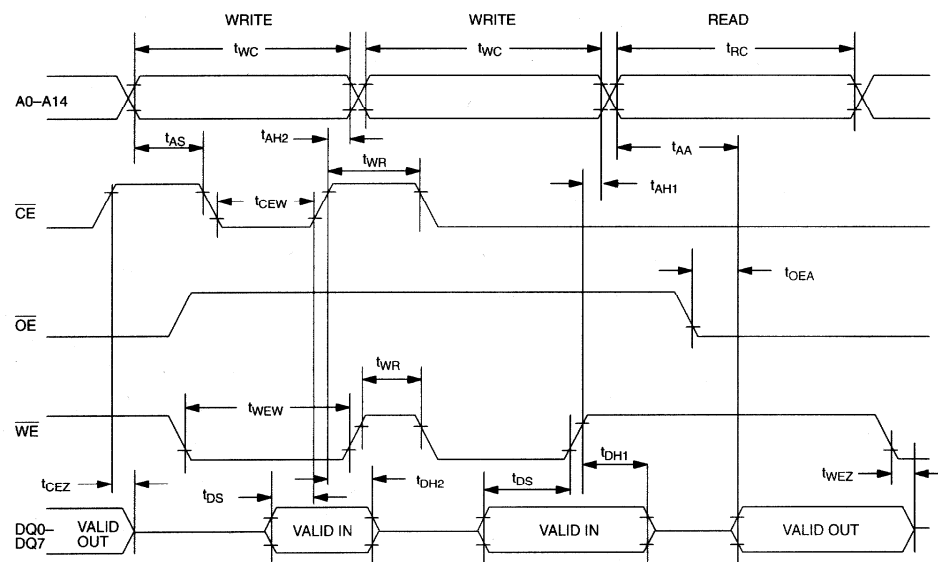 WRITE WRITE READ
tWC tWC tRC
A0–A14
tAS tAH2 tWR tAA
tAH1
CE tCEW
tOEA
OE
tWR
tWEW
WE
tCEZ tDS tDH2 tDS tDH1 tWEZ
DQ0– VALID VALID IN VALID IN VALID OUT
DQ7 OUT